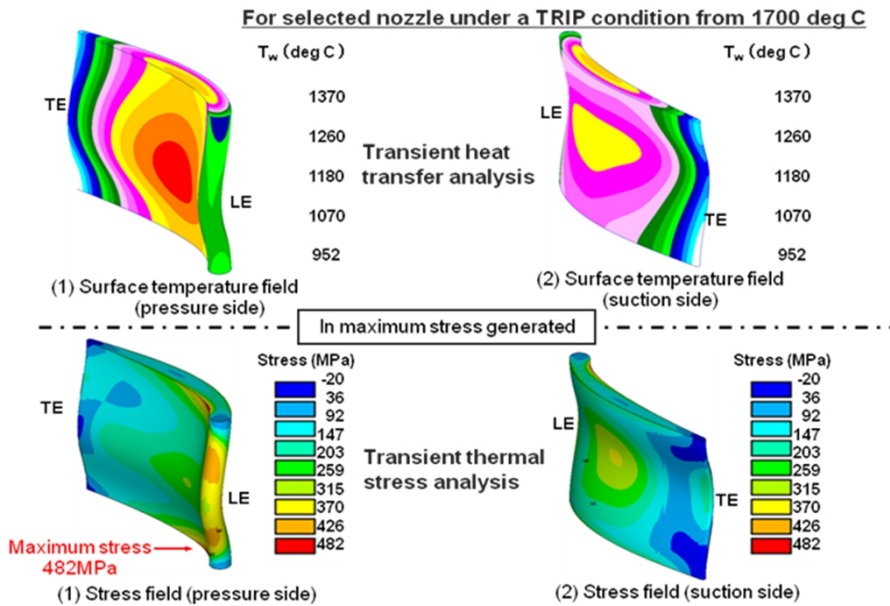 For selected nozzle under a TRIP condition from 1700 deg C
T_w (deg C)
1370
1260
1180
1070
952
TE
LE
(1) Surface temperature field
(pressure side)
Transient heat
transfer analysis
T_w (deg C)
1370
1260
1180
1070
952
LE
TE
(2) Surface temperature field
(suction side)
In maximum stress generated
Stress (MPa)
-20
36
92
147
203
259
315
370
426
482
TE
LE
Maximum stress
482MPa
(1) Stress field (pressure side)
Transient thermal
stress analysis
Stress (MPa)
-20
36
92
147
203
259
315
370
426
482
LE
TE
(2) Stress field (suction side)